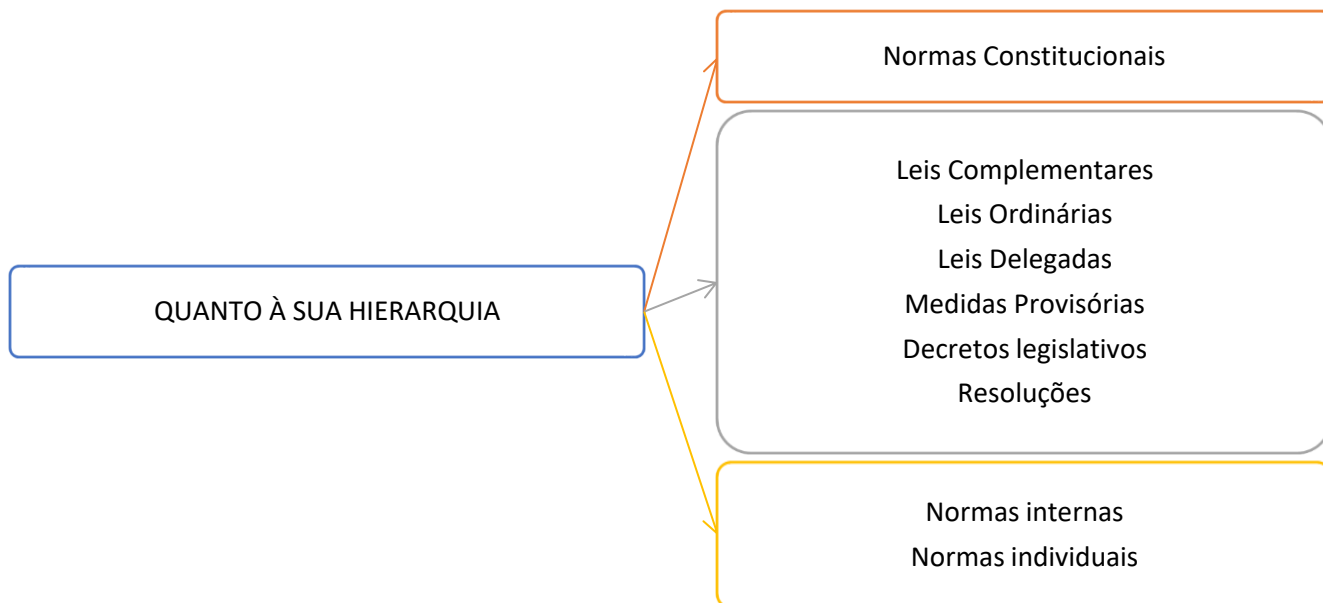 QUANTO À SUA HIERARQUIA
Normas Constitucionais
Leis Complementares
Leis Ordinárias
Leis Delegadas
Medidas Provisórias
Decretos legislativos
Resoluções
Normas internas
Normas individuais